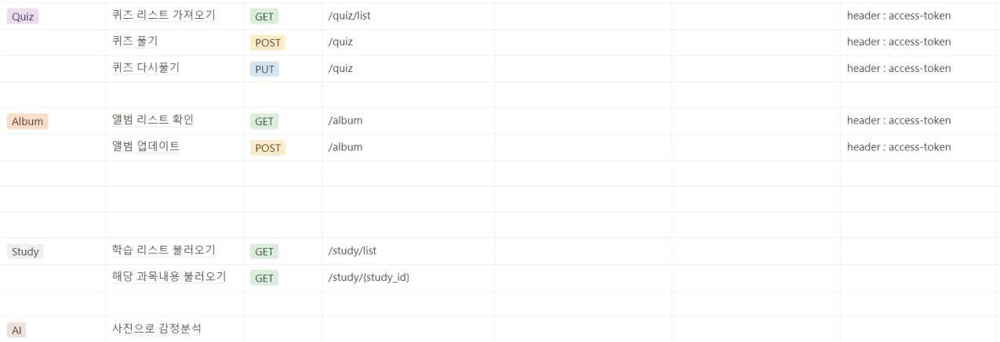 Quiz 퀴즈 리스트 가져오기 GET /quiz/list header : access-token
퀴즈 풀기 POST /quiz header : access-token
퀴즈 다시풀기 PUT /quiz header : access-token
Album 앨범 리스트 확인 GET /album header : access-token
앨범 업데이트 POST /album header : access-token
Study 학습 리스트 불러오기 GET /study/list
해당 과목내용 불러오기 GET /study/{study_id}
AI 사진으로 감정분석